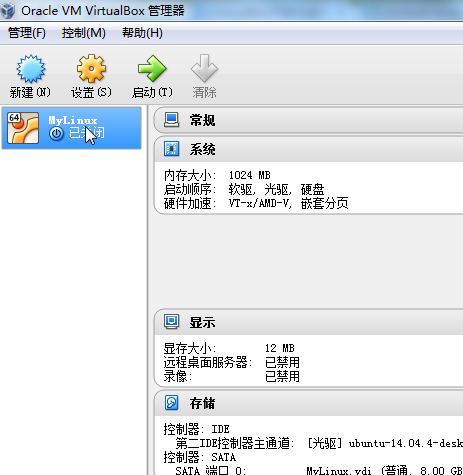 Oracle VM VirtualBox 管理器
管理(F) 控制(M) 帮助(H)
新建(N) 设置(S) 启动(T) 清除
64 MyLinux
已关闭
常规
系统
内存大小: 1024 MB
启动顺序: 软驱, 光驱, 硬盘
硬件加速: VT-x/AMD-V, 嵌套分页
显示
显存大小: 12 MB
远程桌面服务器: 已禁用
录像: 已禁用
存储
控制器: IDE
第二IDE控制器主通道: [光驱] ubuntu-14.04.4-desk
控制器: SATA
SATA 端口 0: MyLinux.vdi (普通, 8.00 GB